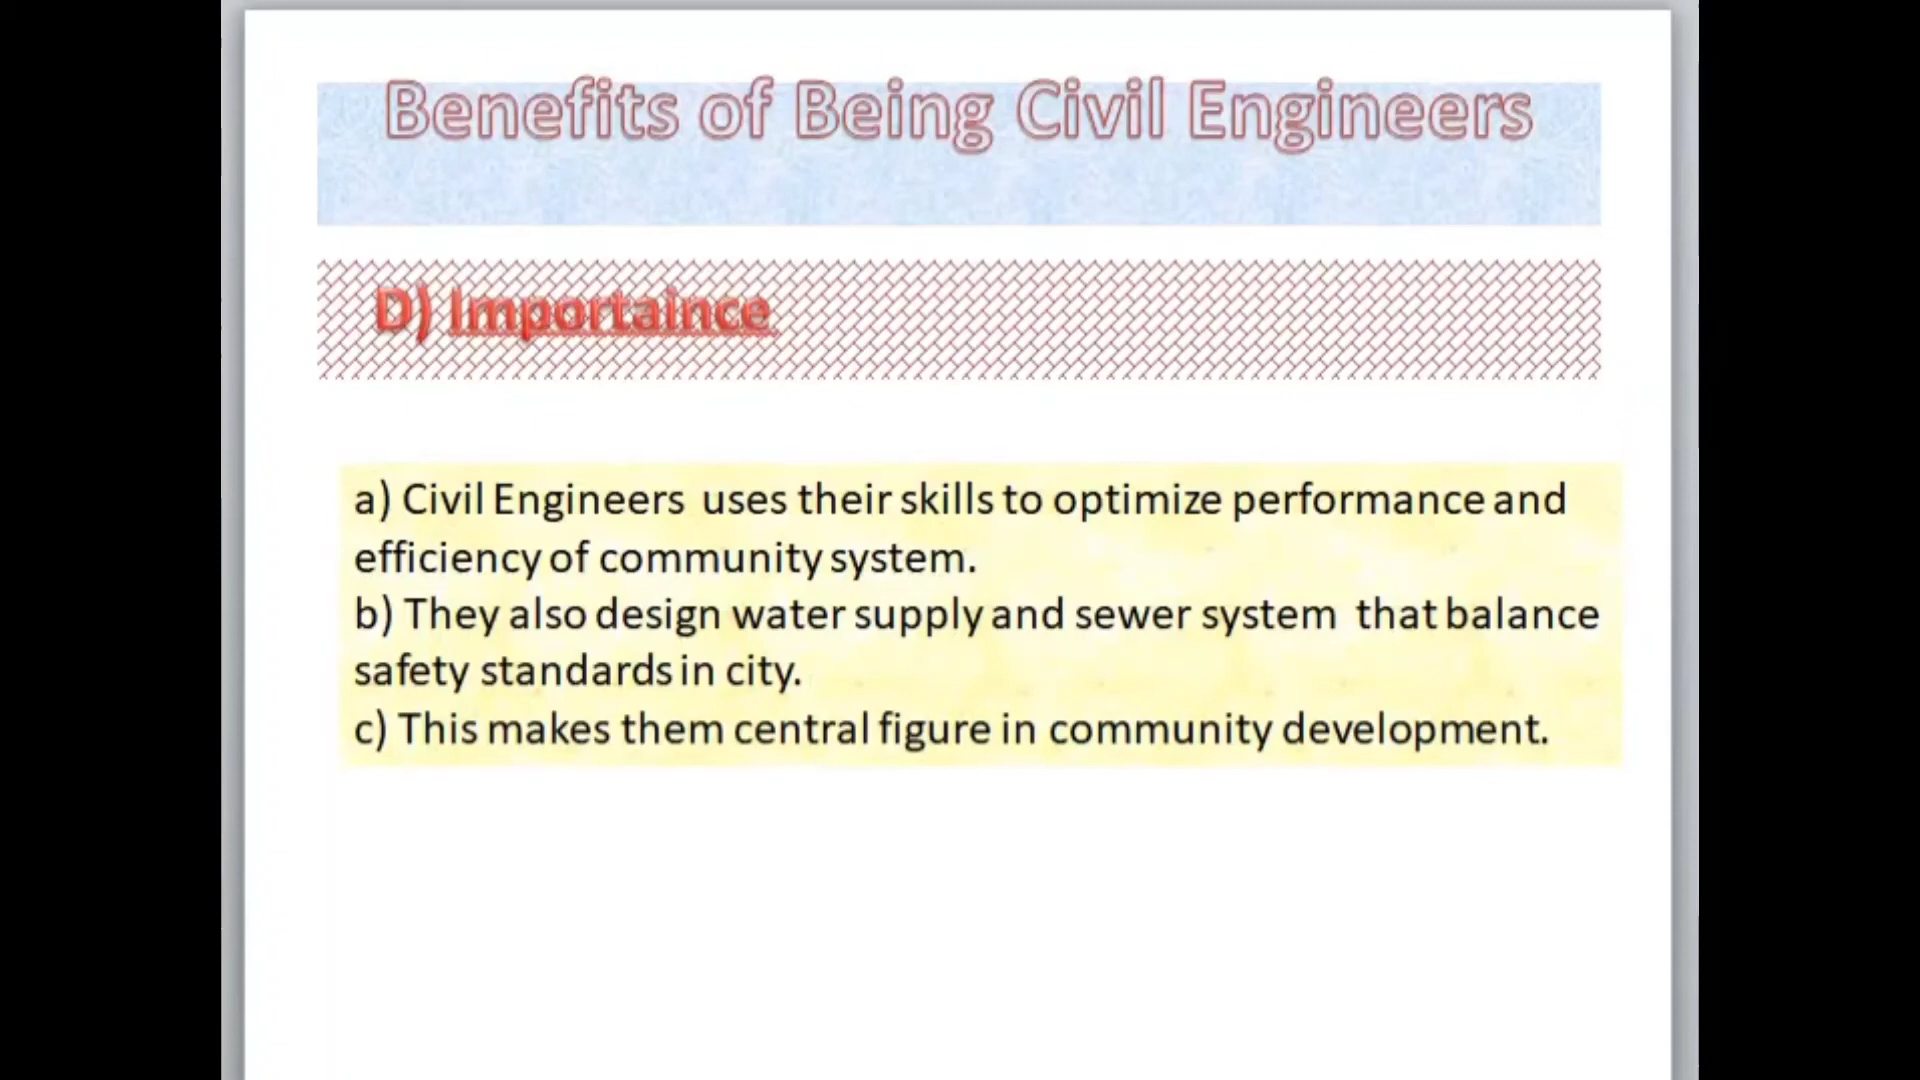 Benefits of Being Civil Engineers
D) Importaince
a) Civil Engineers uses their skills to optimize performance and
efficiency of community system.
b) They also design water supply and sewer system that balance
safety standards in city.
c) This makes them central figure in community development.